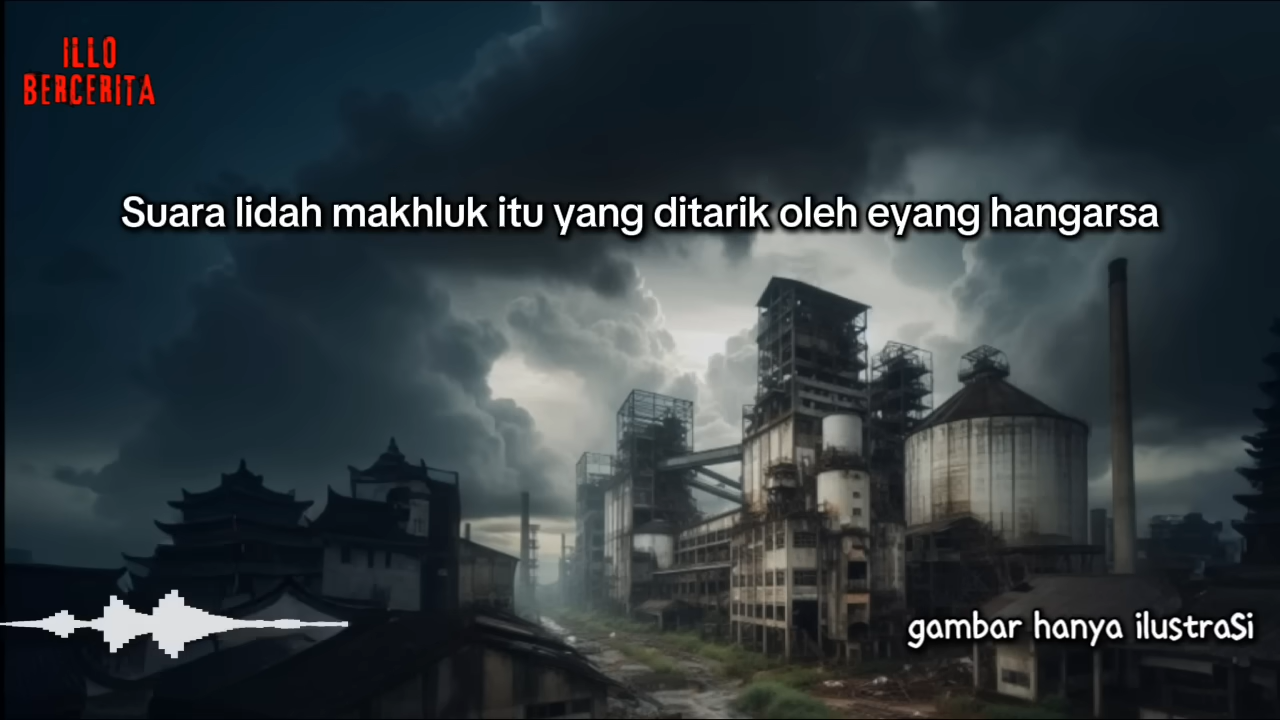 ILLO
BERCERITA
Suara lidah makhluk itu yang ditarik oleh eyang hangarsa
gambar hanya ilustraSi